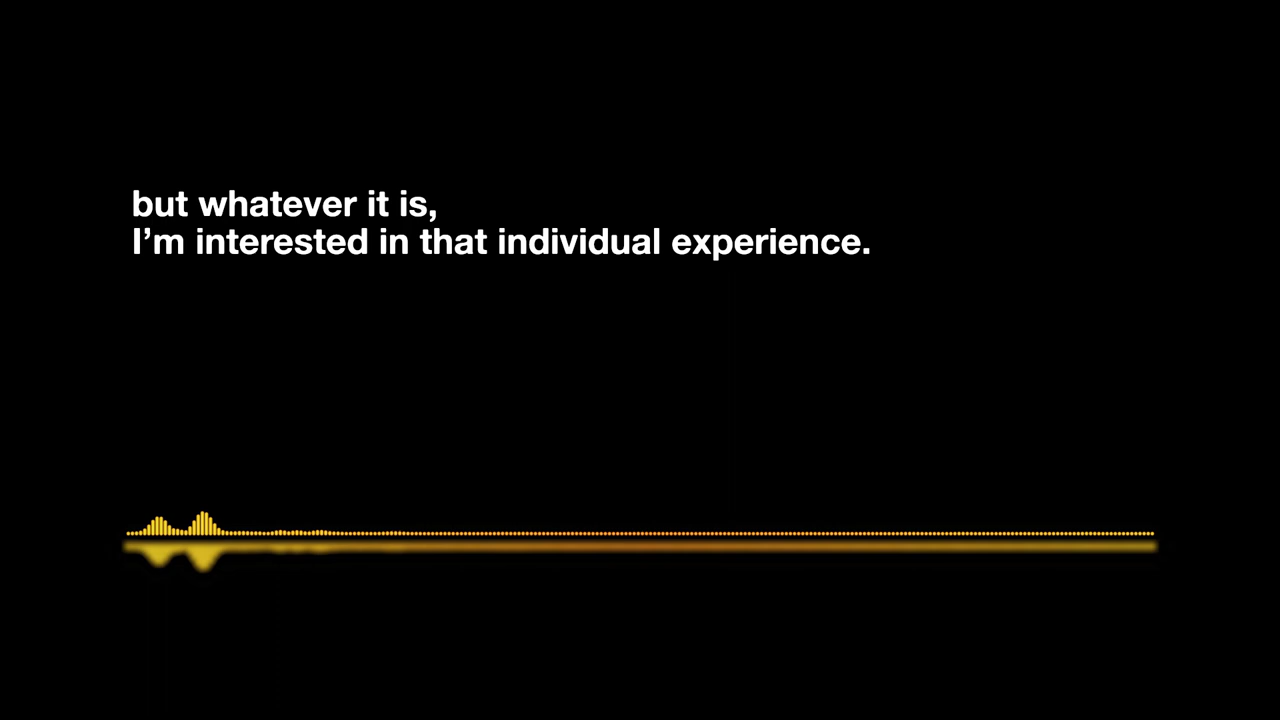 but whatever it is,
I’m interested in that individual experience.